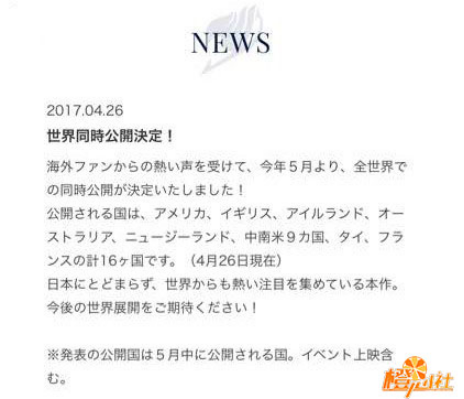 NEWS
2017.04.26
世界同時公開決定！
海外ファンからの熱い声を受けて、今年５月より、全世界で
の同時公開が決定いたしました！
公開される国は、アメリカ、イギリス、アイルランド、オー
ストラリア、ニュージーランド、中南米９カ国、タイ、フラ
ンスの計16ヶ国です。（4月26日現在）
日本にとどまらず、世界からも熱い注目を集めている本作。
今後の世界展開をご期待ください！
※発表の公開国は５月中に公開される国。イベント上映含
む。
橙心社